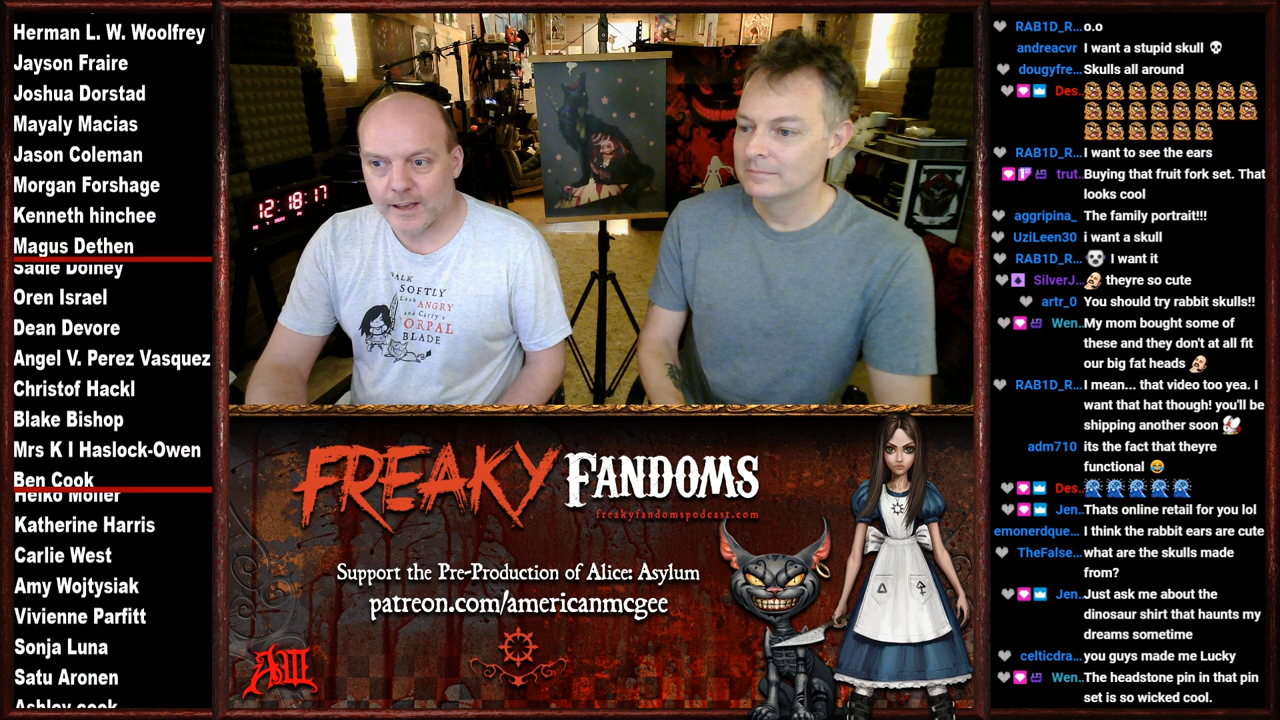 Herman L. W. Woolfrey
Jayson Fraire
Joshua Dorstad
Mayaly Macias
Jason Coleman
Morgan Forshage
Kenneth hinchee
Magus Dethen
Sadie Dolney
Oren Israel
Dean Devore
Angel V. Perez Vasquez
Christof Hackl
Blake Bishop
Mrs K I Haslock-Owen
Ben Cook
Heiko Moller
Katherine Harris
Carlie West
Amy Wojtysiak
Vivienne Parfitt
Sonja Luna
Satu Aronen
Ashley cook
12:18:17
WALK
SOFTLY
Look ANGRY
and Carry a
VORPAL
BLADE
FREAKY FANDOMS
freakyfandomspodcast.com
Support the Pre-Production of Alice: Asylum
patreon.com/americanmcgee
RAB1D_R... o.o
andreacvr I want a stupid skull 💀
dougyfre... Skulls all around
Des..
RAB1D_R... I want to see the ears
trut.. Buying that fruit fork set. That
looks cool
aggripina_ The family portrait!!!
UziLeen30 i want a skull
RAB1D_R... I want it
SilverJ... theyre so cute
artr_0 You should try rabbit skulls!!
Wen.. My mom bought some of
these and they don't at all fit
our big fat heads
RAB1D_R... I mean... that video too yea. I
want that hat though! you'll be
shipping another soon
adm710 its the fact that theyre
functional 😂
Des..
Jen.. Thats online retail for you lol
emonerdque... I think the rabbit ears are cute
TheFalse... what are the skulls made
from?
Jen.. Just ask me about the
dinosaur shirt that haunts my
dreams sometime
celticdra... you guys made me Lucky
Wen.. The headstone pin in that pin
set is so wicked cool.